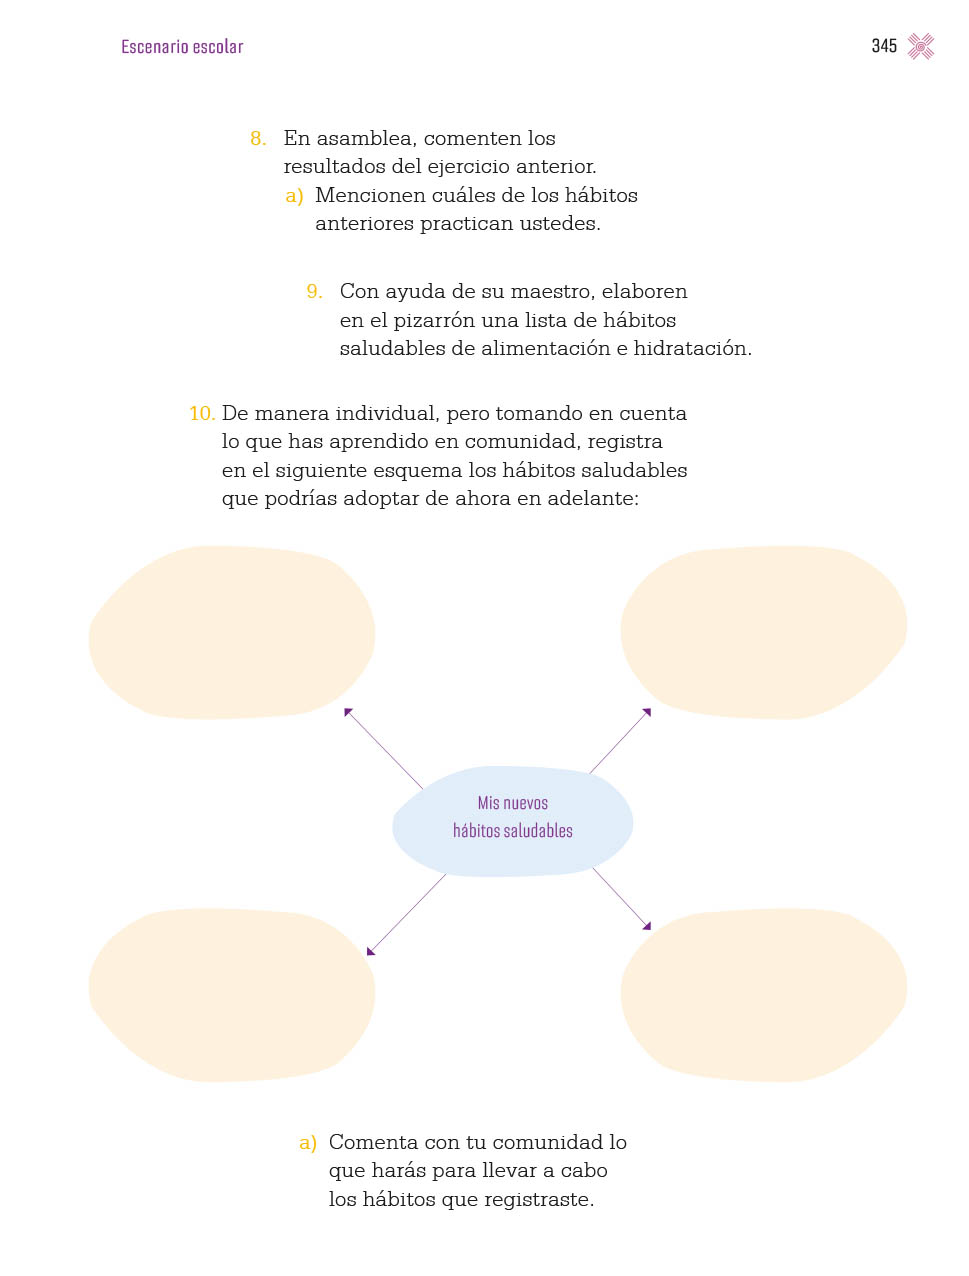 Escenario escolar
345
8. En asamblea, comenten los
resultados del ejercicio anterior.
a) Mencionen cuáles de los hábitos
anteriores practican ustedes.
9. Con ayuda de su maestro, elaboren
en el pizarrón una lista de hábitos
saludables de alimentación e hidratación.
10. De manera individual, pero tomando en cuenta
lo que has aprendido en comunidad, registra
en el siguiente esquema los hábitos saludables
que podrías adoptar de ahora en adelante:
Mis nuevos
hábitos saludables
a) Comenta con tu comunidad lo
que harás para llevar a cabo
los hábitos que registraste.